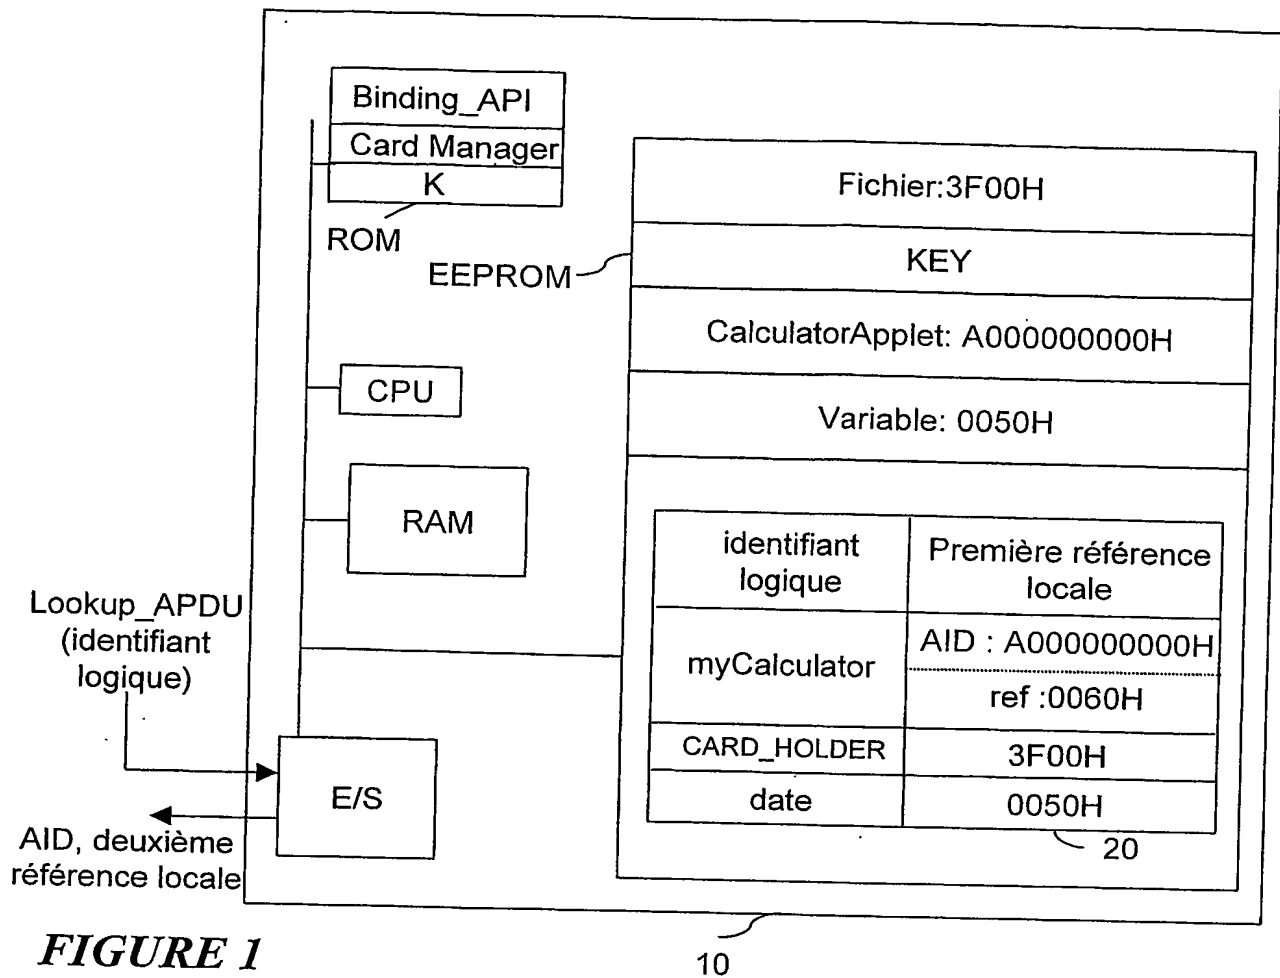 Binding_API
Card Manager
K
ROM
EEPROM
Fichier:3F00H
KEY
CalculatorApplet: A000000000H
Variable: 0050H
CPU
RAM
identifiant
logique
Première référence
locale
myCalculator
AID : A000000000H
ref :0060H
CARD_HOLDER
3F00H
date
0050H
20
Lookup_APDU
(identifiant
logique)
E/S
AID, deuxième
référence locale
FIGURE 1
10